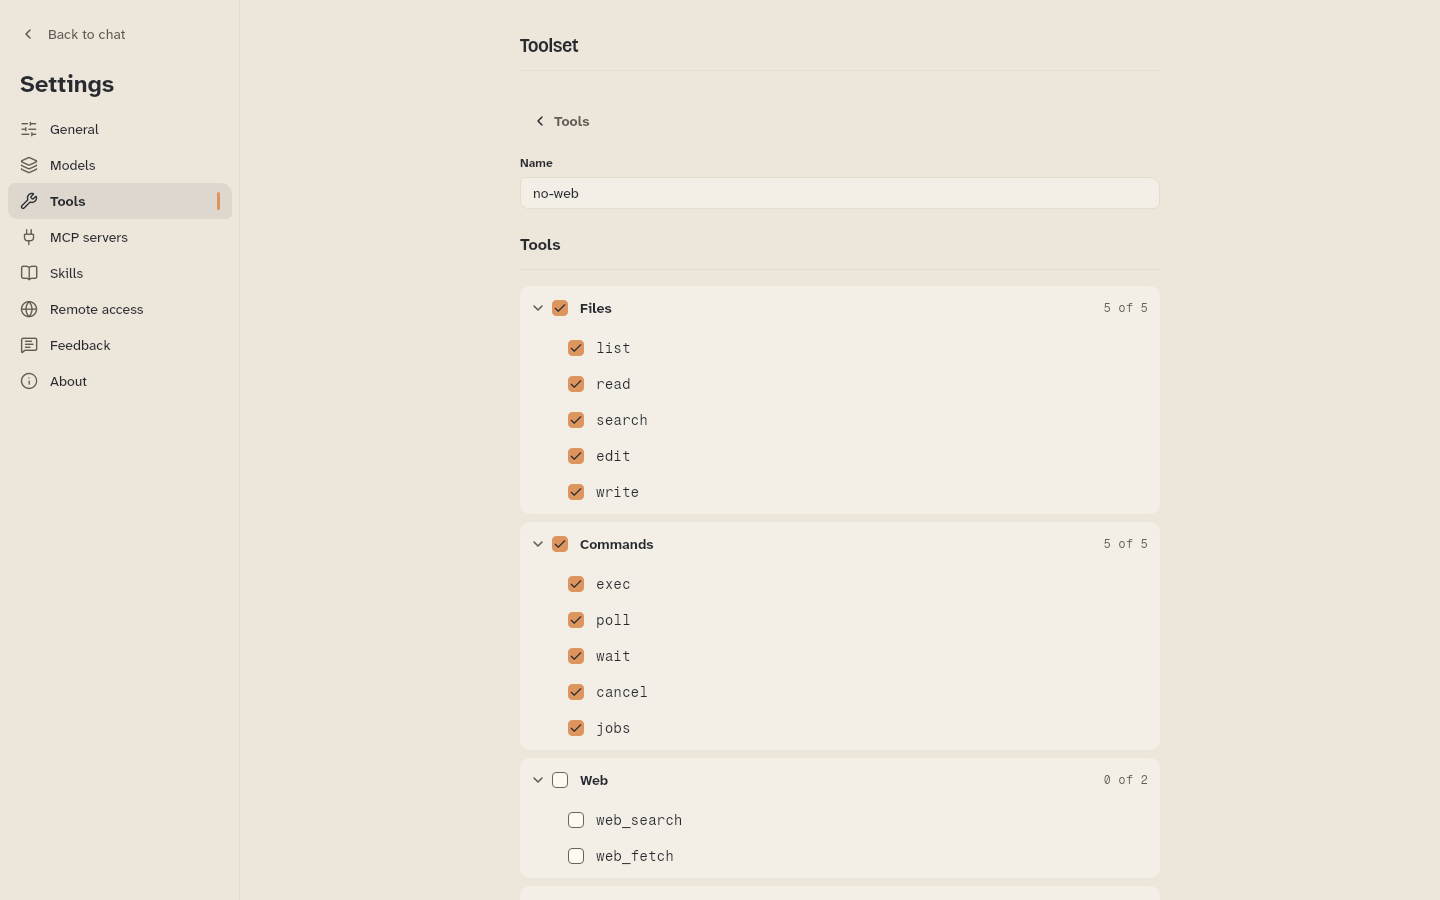 Back to chat
Settings
General
Models
Tools
MCP servers
Skills
Remote access
Feedback
About
Toolset
Tools
Name
no-web
Tools
Files 5 of 5
list
read
search
edit
write
Commands 5 of 5
exec
poll
wait
cancel
jobs
Web 0 of 2
web_search
web_fetch